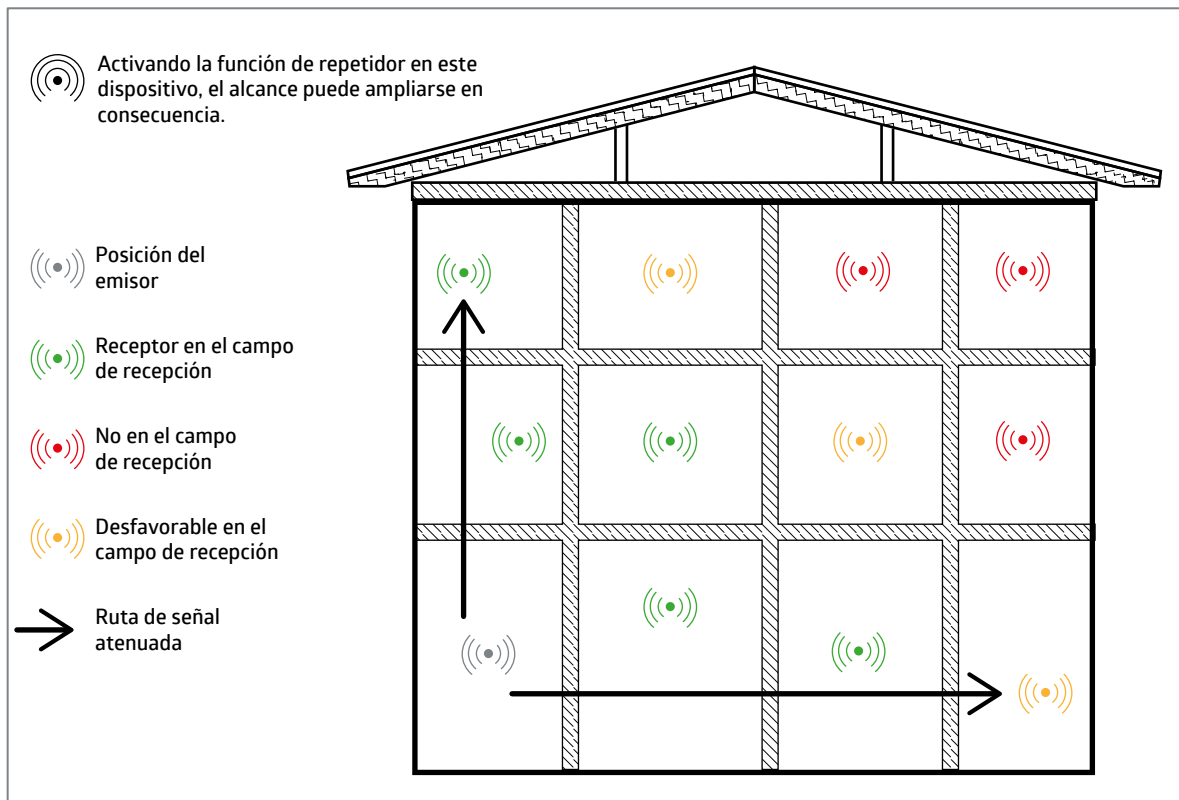 Activando la función de repetidor en este
dispositivo, el alcance puede ampliarse en
consecuencia.
Posición del
emisor
Receptor en el campo
de recepción
No en el campo
de recepción
Desfavorable en el
campo de recepción
Ruta de señal
atenuada